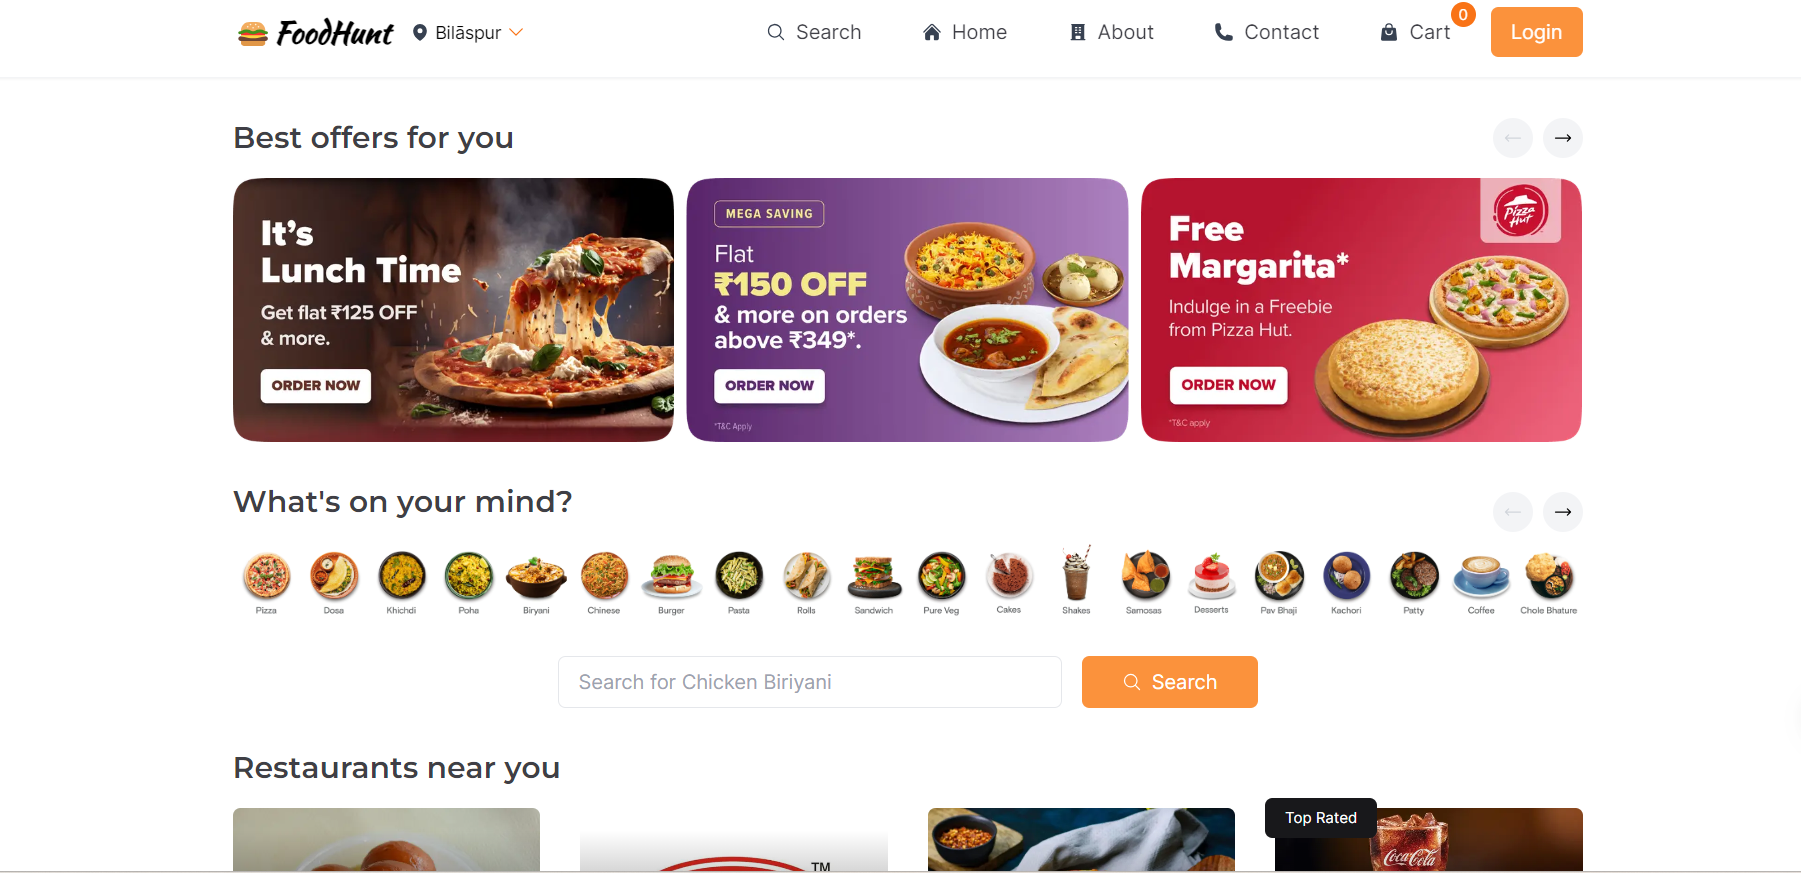 FoodHunt
Bilāspur
Search
Home
About
Contact
Cart
0
Login
Best offers for you
It's
Lunch Time
Get flat ₹125 OFF
& more.
ORDER NOW
MEGA SAVING
Flat
₹150 OFF
& more on orders
above ₹349*.
ORDER NOW
*T&C Apply
Pizza
Hut
Free
Margarita*
Indulge in a Freebie
from Pizza Hut.
ORDER NOW
*T&C apply
What's on your mind?
Pizza
Dosa
Khichdi
Poha
Biryani
Chinese
Burger
Pasta
Rolls
Sandwich
Pure Veg
Cakes
Shakes
Samosas
Desserts
Pav Bhaji
Kachori
Patty
Coffee
Chole Bhature
Search for Chicken Biriyani
Search
Restaurants near you
TM
Top Rated
Coca-Cola